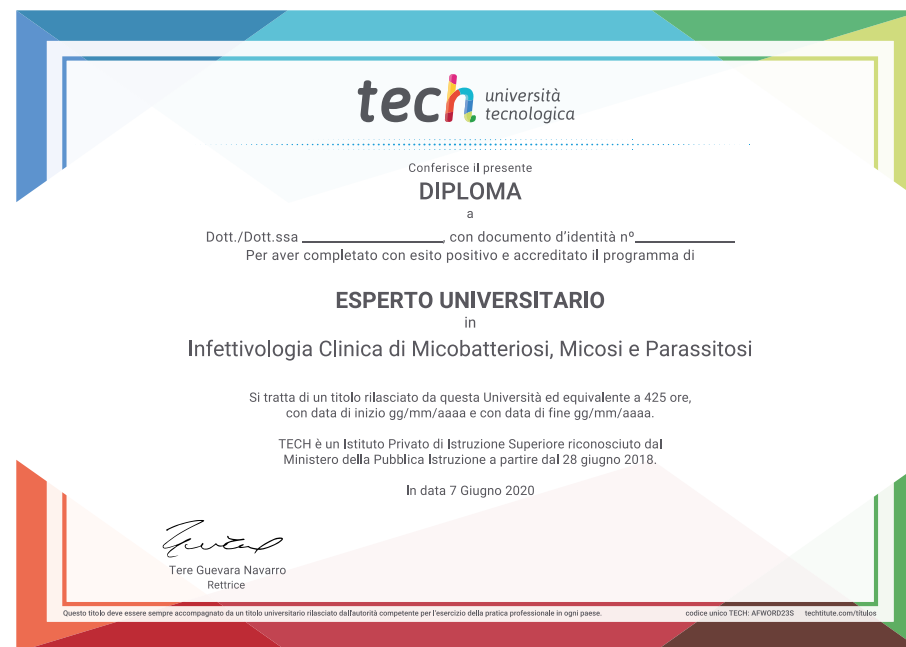 tech università
tecnologica
Conferisce il presente
DIPLOMA
a
Dott./Dott.ssa ____________, con documento d'identità nº____________
Per aver completato con esito positivo e accreditato il programma di
ESPERTO UNIVERSITARIO
in
Infettivologia Clinica di Micobatteriosi, Micosi e Parassitosi
Si tratta di un titolo rilasciato da questa Università ed equivalente a 425 ore,
con data di inizio gg/mm/aaaa e con data di fine gg/mm/aaaa.
TECH è un Istituto Privato di Istruzione Superiore riconosciuto dal
Ministero della Pubblica Istruzione a partire dal 28 giugno 2018.
In data 7 Giugno 2020
Tere Guevara Navarro
Rettrice
Questo titolo deve essere sempre accompagnato da un titolo universitario rilasciato dall'autorità competente per l'esercizio della pratica professionale in ogni paese. codice unico TECH: AFWORD23S techtitute.com/títulos